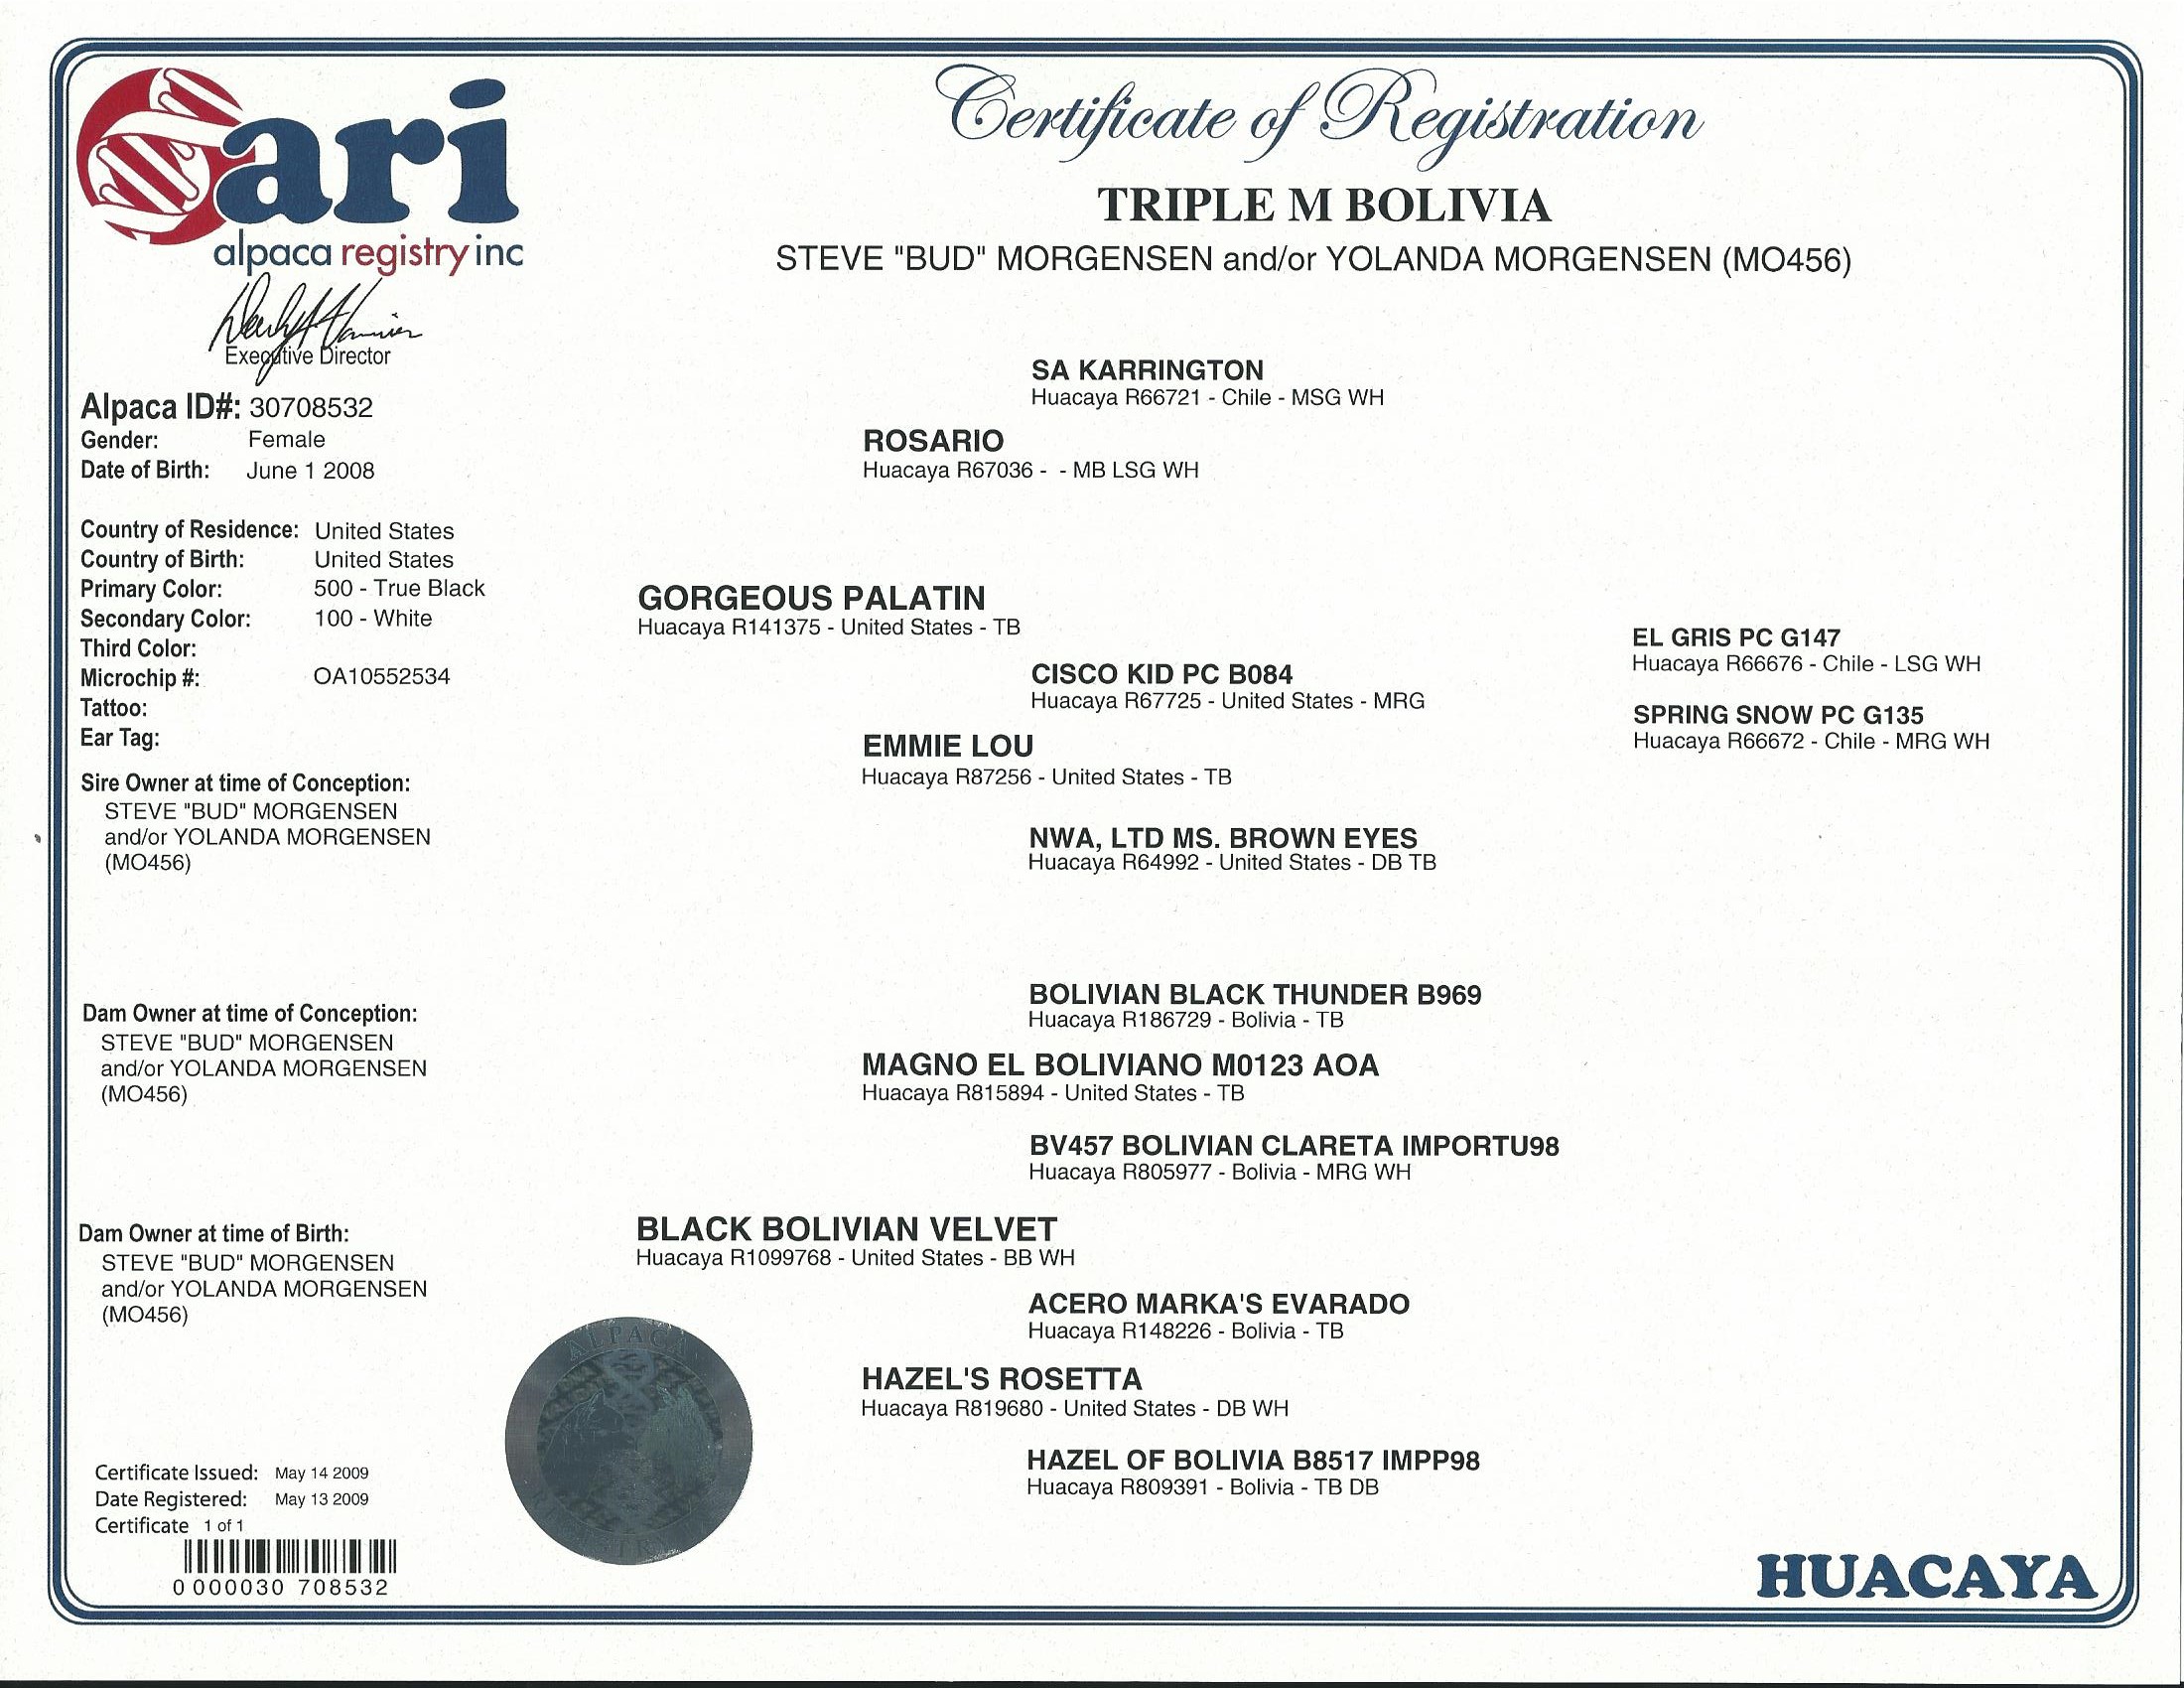 ari
alpaca registry inc
Executive Director
Certificate of Registration
TRIPLE M BOLIVIA
STEVE "BUD" MORGENSEN and/or YOLANDA MORGENSEN (MO456)
Alpaca ID#: 30708532
Gender: Female
Date of Birth: June 1 2008
Country of Residence: United States
Country of Birth: United States
Primary Color: 500 - True Black
Secondary Color: 100 - White
Third Color:
Microchip #: OA10552534
Tattoo:
Ear Tag:
Sire Owner at time of Conception:
STEVE "BUD" MORGENSEN
and/or YOLANDA MORGENSEN
(MO456)
Dam Owner at time of Conception:
STEVE "BUD" MORGENSEN
and/or YOLANDA MORGENSEN
(MO456)
Dam Owner at time of Birth:
STEVE "BUD" MORGENSEN
and/or YOLANDA MORGENSEN
(MO456)
Certificate Issued: May 14 2009
Date Registered: May 13 2009
Certificate 1 of 1
0 000030 708532
SA KARRINGTON
Huacaya R66721 - Chile - MSG WH
ROSARIO
Huacaya R67036 - - MB LSG WH
GORGEOUS PALATIN
Huacaya R141375 - United States - TB
EL GRIS PC G147
Huacaya R66676 - Chile - LSG WH
CISCO KID PC B084
Huacaya R67725 - United States - MRG
SPRING SNOW PC G135
Huacaya R66672 - Chile - MRG WH
EMMIE LOU
Huacaya R87256 - United States - TB
NWA, LTD MS. BROWN EYES
Huacaya R64992 - United States - DB TB
BOLIVIAN BLACK THUNDER B969
Huacaya R186729 - Bolivia - TB
MAGNO EL BOLIVIANO M0123 AOA
Huacaya R815894 - United States - TB
BV457 BOLIVIAN CLARETA IMPORTU98
Huacaya R805977 - Bolivia - MRG WH
BLACK BOLIVIAN VELVET
Huacaya R1099768 - United States - BB WH
ACERO MARKA'S EVARADO
Huacaya R148226 - Bolivia - TB
HAZEL'S ROSETTA
Huacaya R819680 - United States - DB WH
HAZEL OF BOLIVIA B8517 IMPP98
Huacaya R809391 - Bolivia - TB DB
ALPACA
HUACAYA